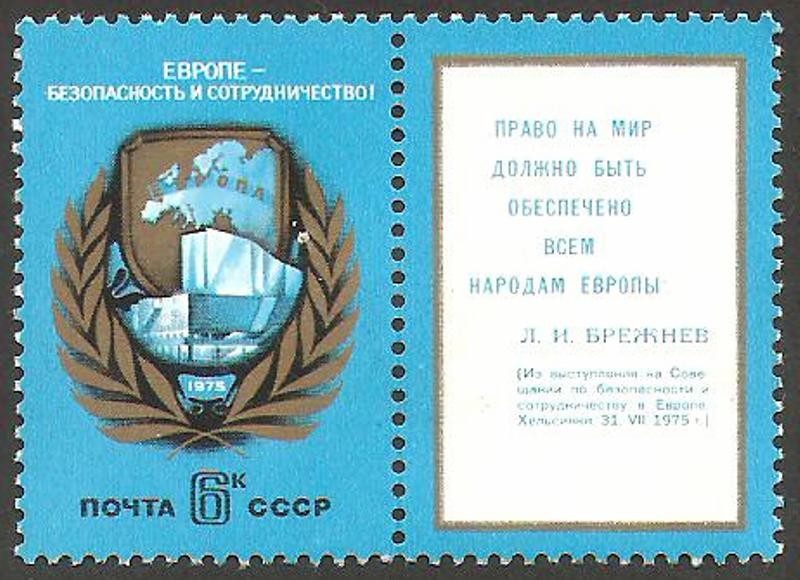 ЕВРОПЕ –
БЕЗОПАСНОСТЬ И СОТРУДНИЧЕСТВО!
ЕВРОПА
1975
6 К
ПОЧТА СССР
ПРАВО НА МИР
ДОЛЖНО БЫТЬ
ОБЕСПЕЧЕНО
ВСЕМ
НАРОДАМ ЕВРОПЫ
Л. И. БРЕЖНЕВ
(Из выступления на Сове-
щании по безопасности и
сотрудничеству в Европе.
Хельсинки. 31. VII 1975 г.)